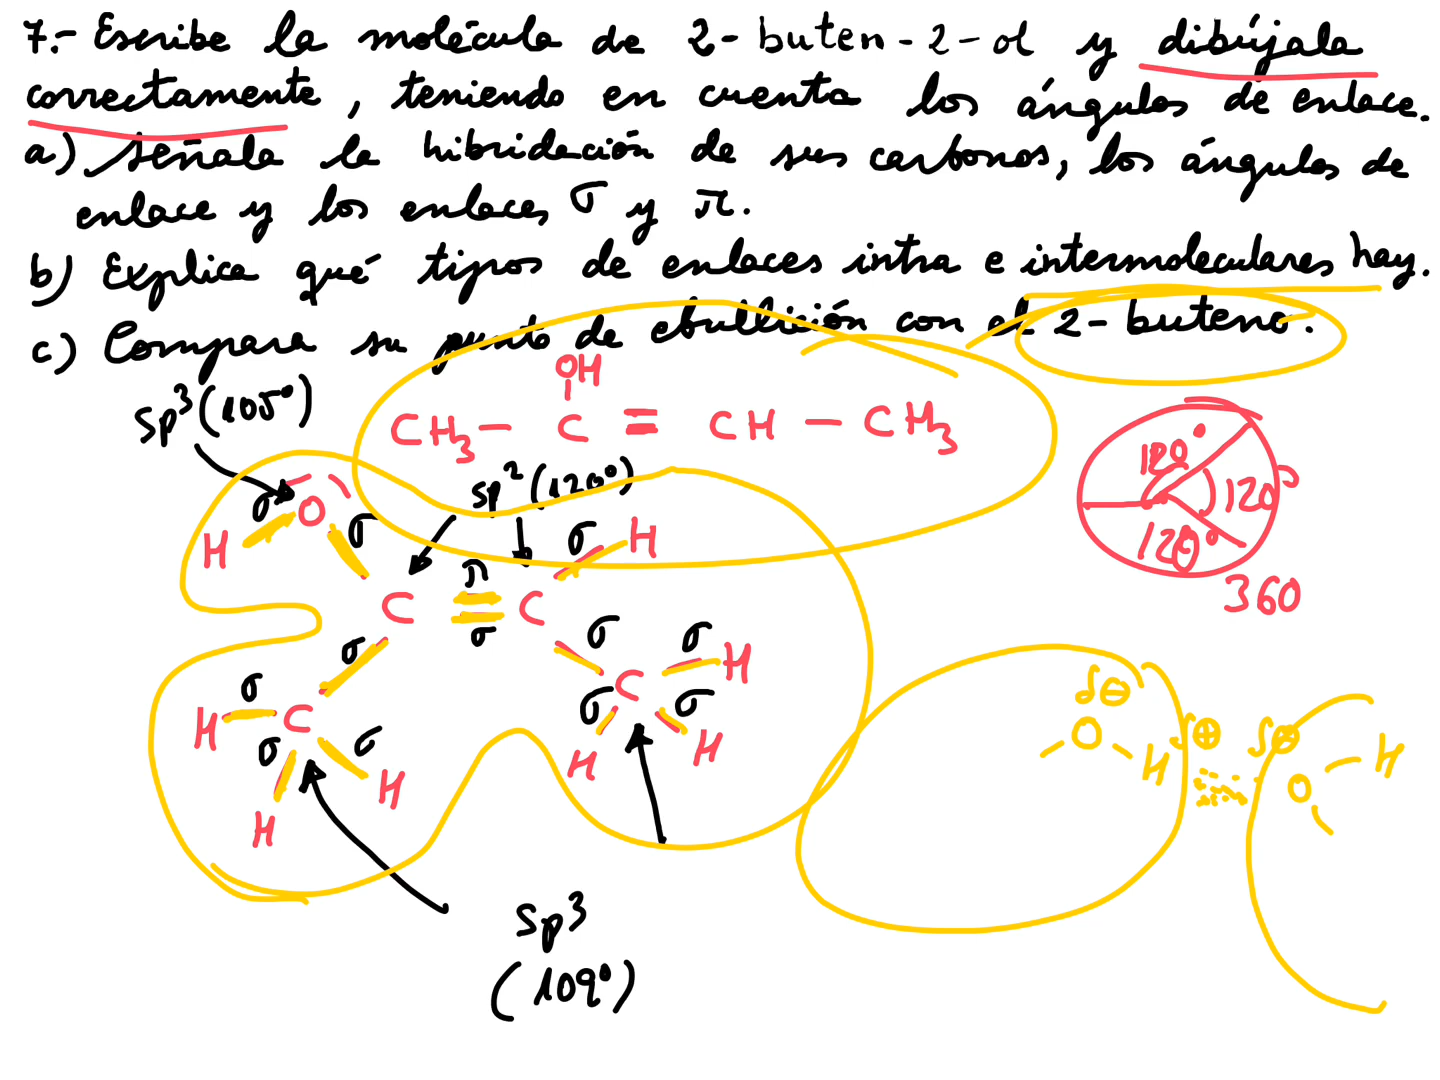 7.- Escribe la molécula de 2-buten-2-ol y dibújala
correctamente, teniendo en cuenta los ángulos de enlace.
a) Señala la hibridación de sus carbonos, los ángulos de
enlace y los enlaces σ y π.
b) Explica qué tipos de enlaces intra e intermoleculares hay.
c) Compara su punto de ebullición con el 2-buteno.
OH
CH3 - C = CH - CH3
sp³ (105°)
sp² (120°)
120°
120°
120°
360
H σ O σ
σ H
C π σ C
σ
σ
σ C σ H
σ σ
H H
H σ C
σ σ
H H
sp³
(109°)
δ⊖
O
H
δ⊕
δ⊖
O
H